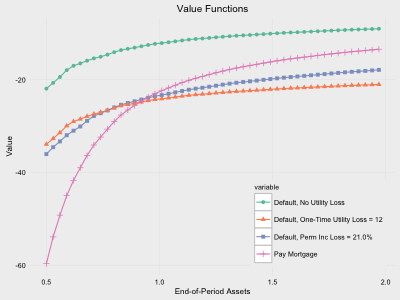 Value Functions
-20
-40
-60
Value
0.5
1.0
1.5
2.0
End-of-Period Assets
variable
Default, No Utility Loss
Default, One-Time Utility Loss = 12
Default, Perm Inc Loss = 21.0%
Pay Mortgage